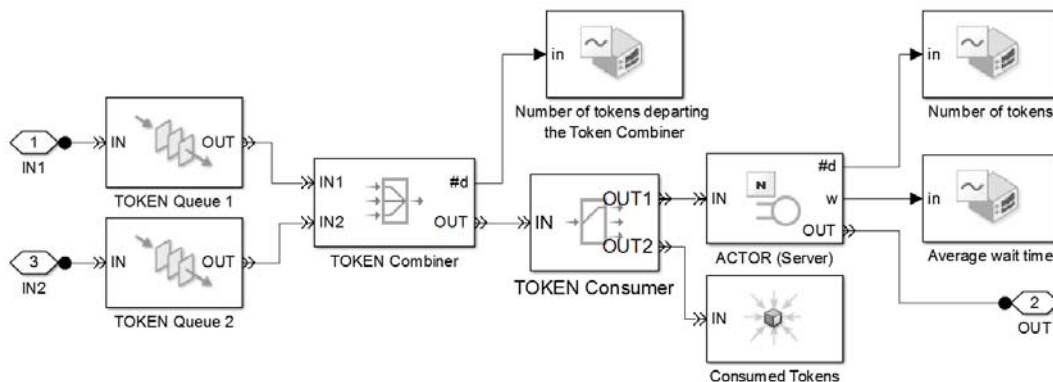 in
Number of tokens departing
the Token Combiner
in
Number of tokens
1
IN1
IN
OUT
TOKEN Queue 1
3
IN2
IN
OUT
TOKEN Queue 2
IN1
#d
IN2
OUT
TOKEN Combiner
IN
OUT1
OUT2
TOKEN Consumer
#d
IN
N
w
OUT
ACTOR (Server)
in
Average wait time
2
OUT
IN
Consumed Tokens